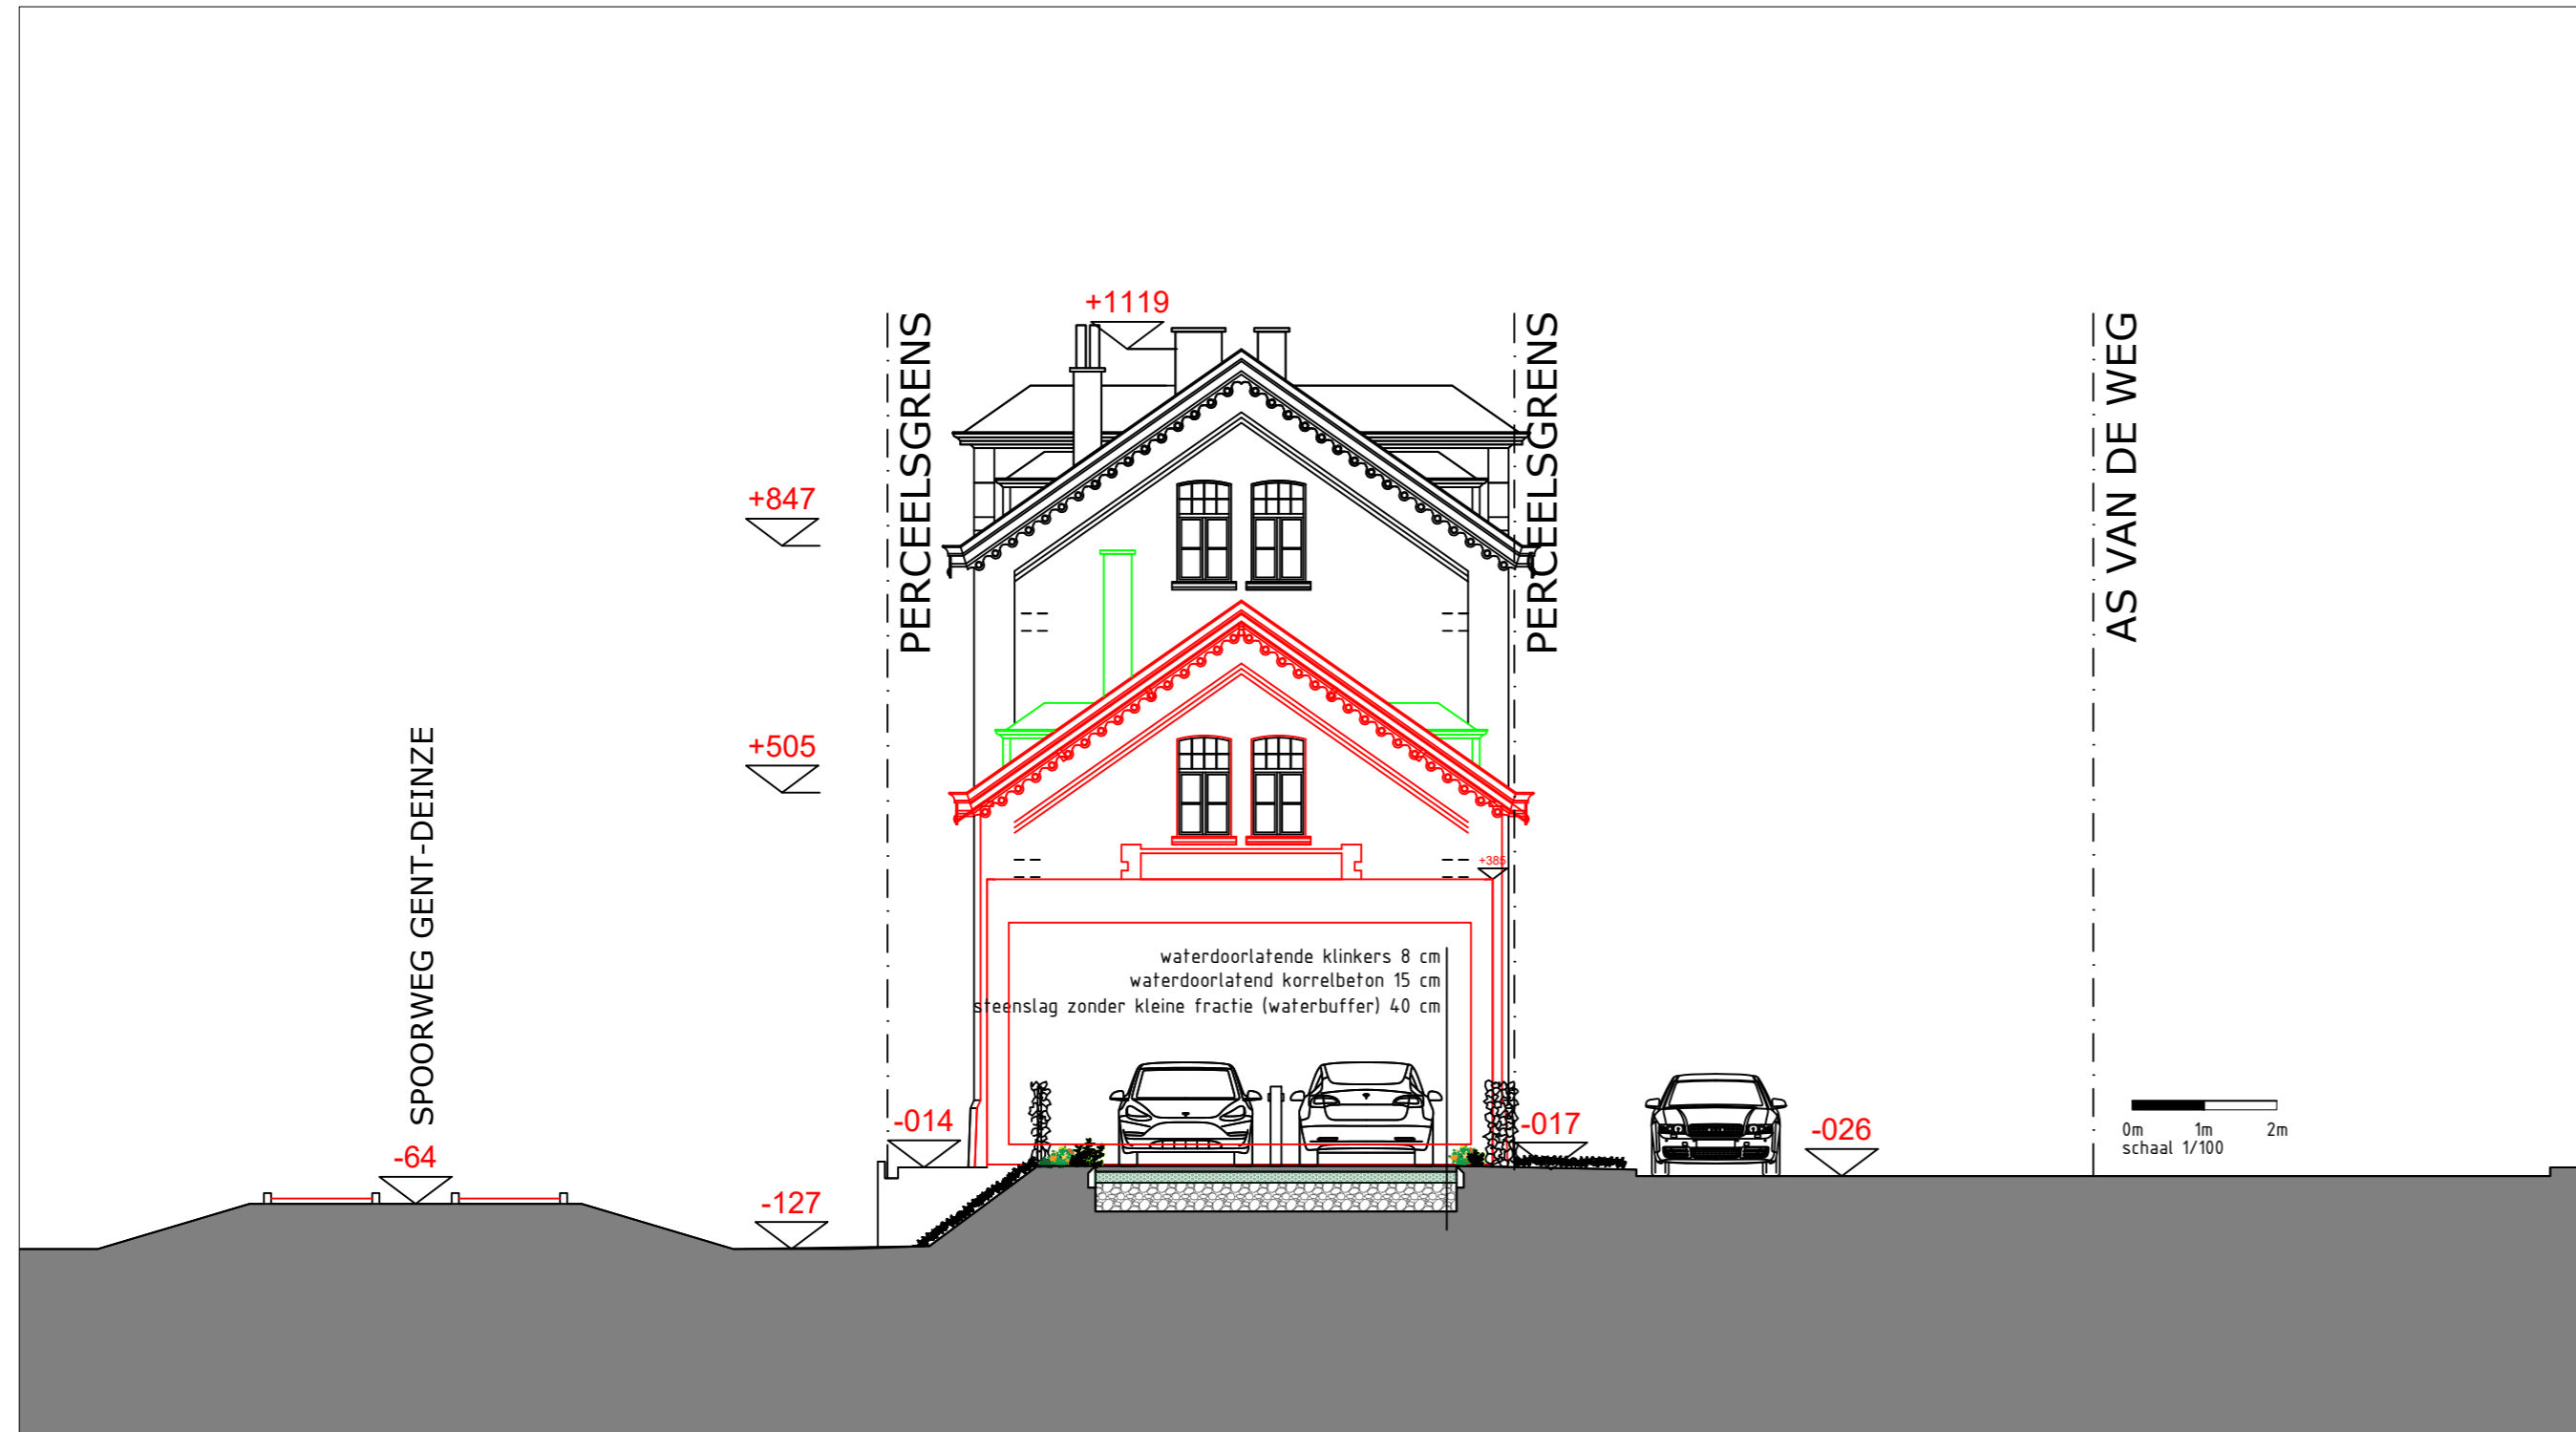 +1119
PERCEELSGRENS
PERCEELSGRENS
AS VAN DE WEG
+847
+505
SPOORWEG GENT-DEINZE
+385
waterdoorlatende klinkers 8 cm
waterdoorlatend korrelbeton 15 cm
steenslag zonder kleine fractie (waterbuffer) 40 cm
-014
-017
-026
0m 1m 2m
schaal 1/100
-64
-127